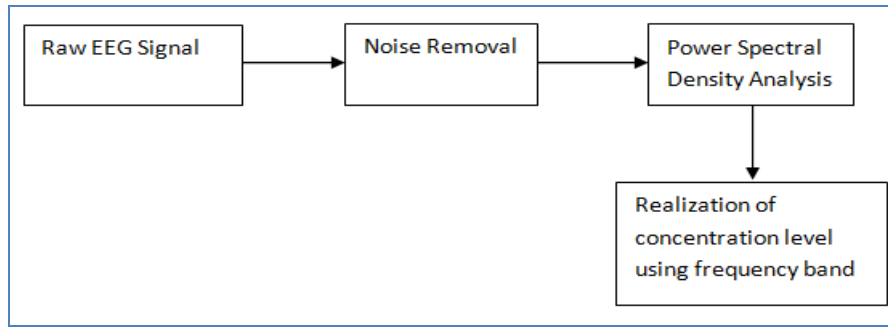 Raw EEG Signal
Noise Removal
Power Spectral
Density Analysis
Realization of
concentration level
using frequency band